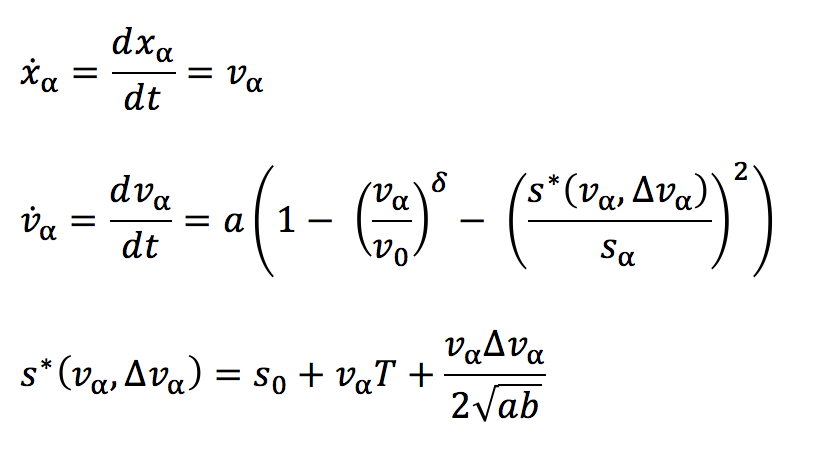 ẋ_α = dx_α/dt = v_α
v̇_α = dv_α/dt = a(1 − (v_α/v_0)^δ − (s*(v_α, Δv_α)/s_α)^2)
s*(v_α, Δv_α) = s_0 + v_αT + v_αΔv_α/2√ab